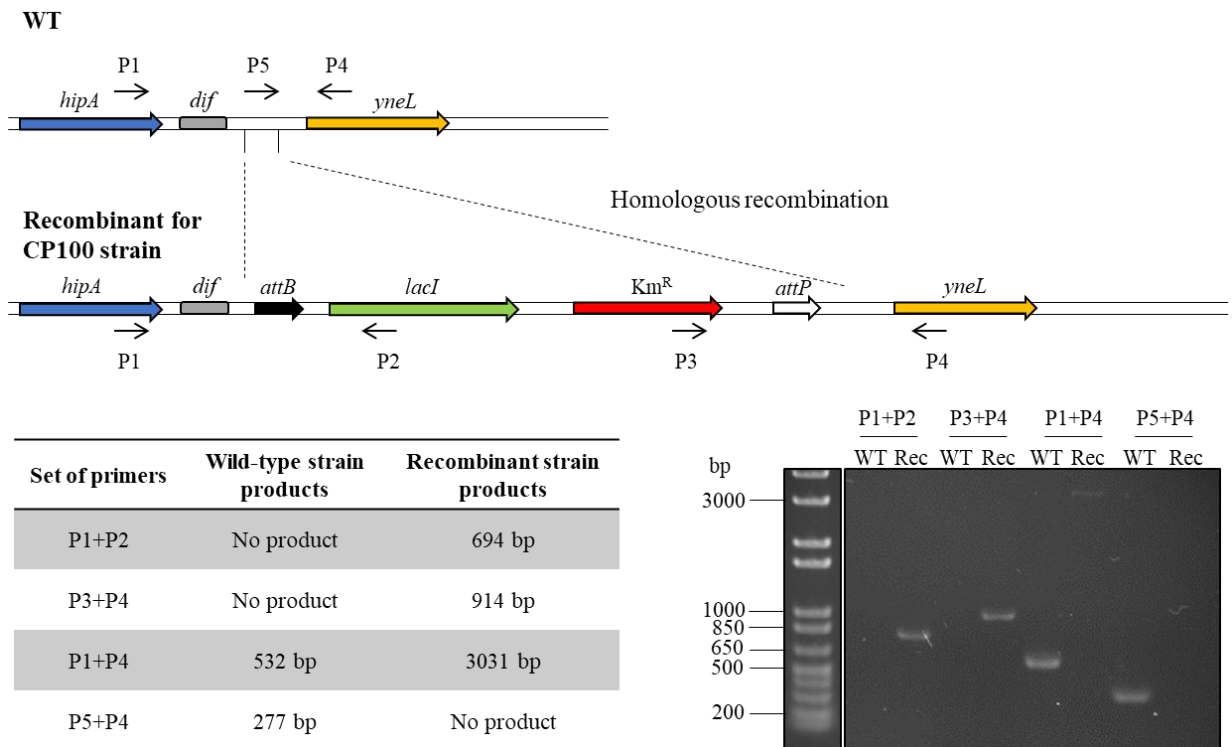 WT
P1 P5 P4
hipA dif yneL
Homologous recombination
Recombinant for
CP100 strain
hipA dif attB lacI KmR attP yneL
P1 P2 P3 P4
Set of primers Wild-type strain products Recombinant strain products
P1+P2 No product 694 bp
P3+P4 No product 914 bp
P1+P4 532 bp 3031 bp
P5+P4 277 bp No product
P1+P2 P3+P4 P1+P4 P5+P4
bp WT Rec WT Rec WT Rec WT Rec
3000
1000
850
650
500
200